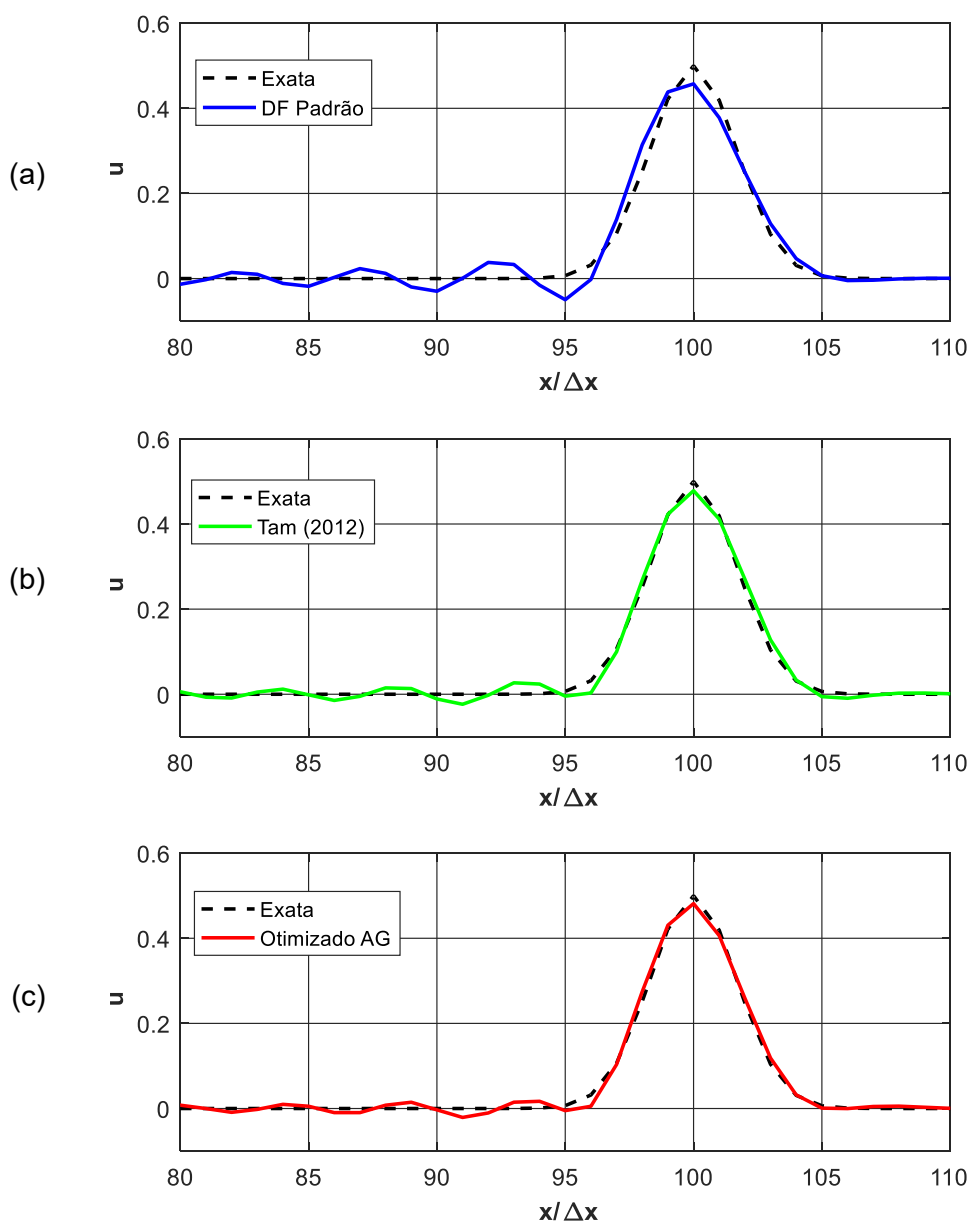 (a)
u
0.6
0.4
0.2
0
Exata
DF Padrão
80 85 90 95 100 105 110
x/Δx
(b)
u
0.6
0.4
0.2
0
Exata
Tam (2012)
80 85 90 95 100 105 110
x/Δx
(c)
u
0.6
0.4
0.2
0
Exata
Otimizado AG
80 85 90 95 100 105 110
x/Δx